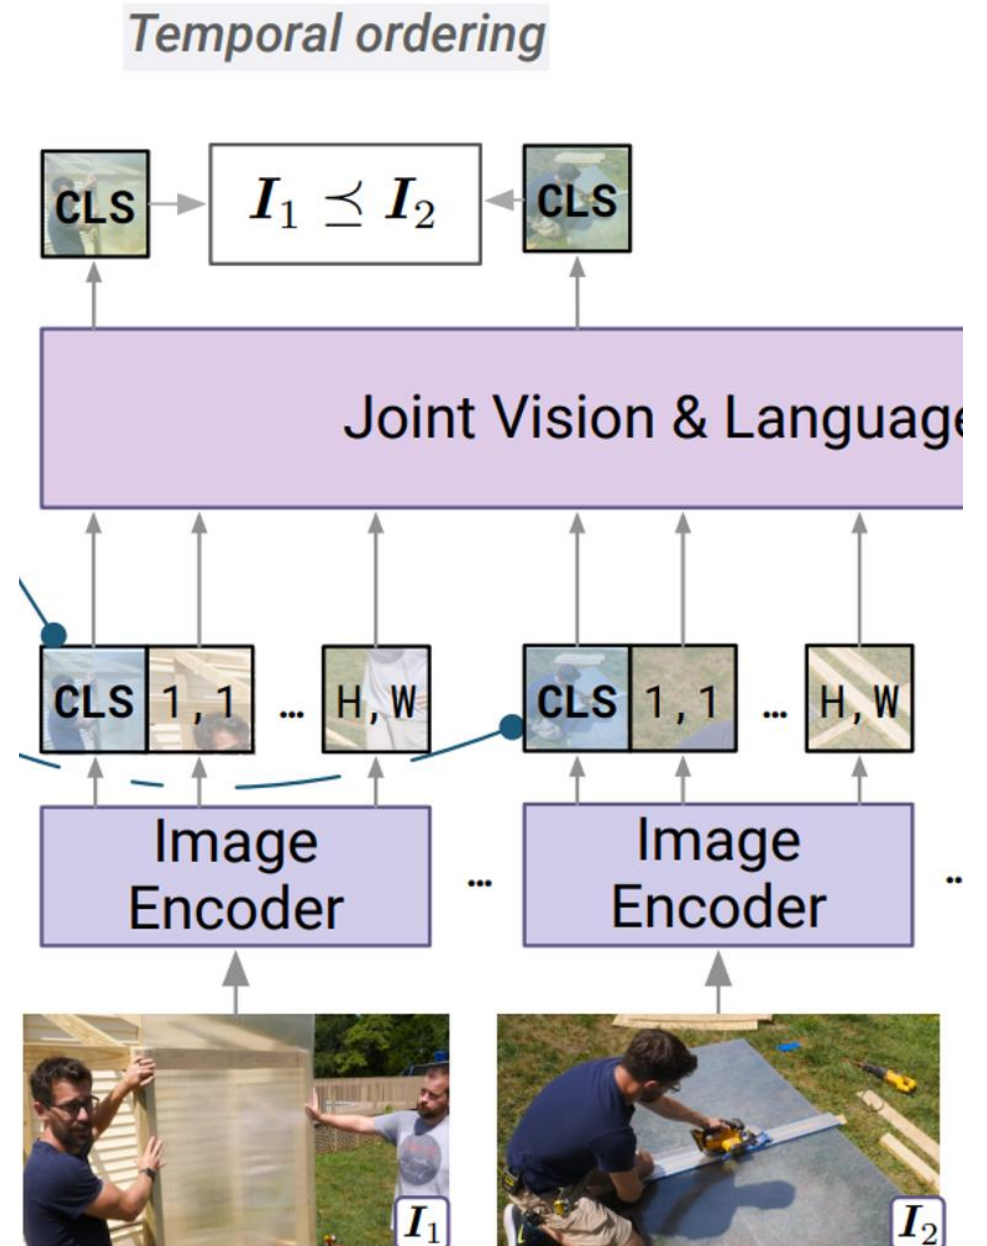 Temporal ordering
CLS I₁ ⪯ I₂ CLS
Joint Vision & Language
CLS 1,1 … H,W CLS 1,1 … H,W
Image Encoder … Image Encoder …
I₁ I₂